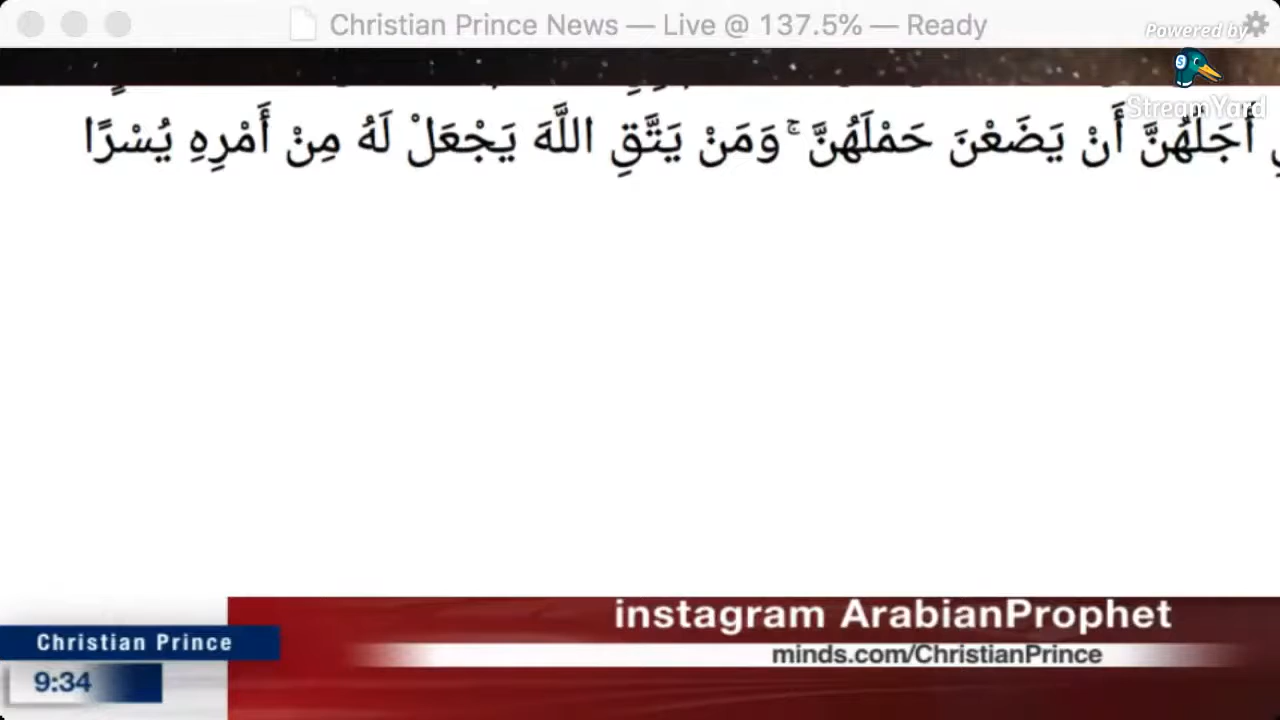 Christian Prince News — Live @ 137.5% — Ready
Powered by
StreamYard
أَجَلُهُنَّ أَنْ يَضَعْنَ حَمْلَهُنَّ ۚ وَمَنْ يَتَّقِ اللَّهَ يَجْعَلْ لَهُ مِنْ أَمْرِهِ يُسْرًا
instagram ArabianProphet
Christian Prince
minds.com/ChristianPrince
9:34